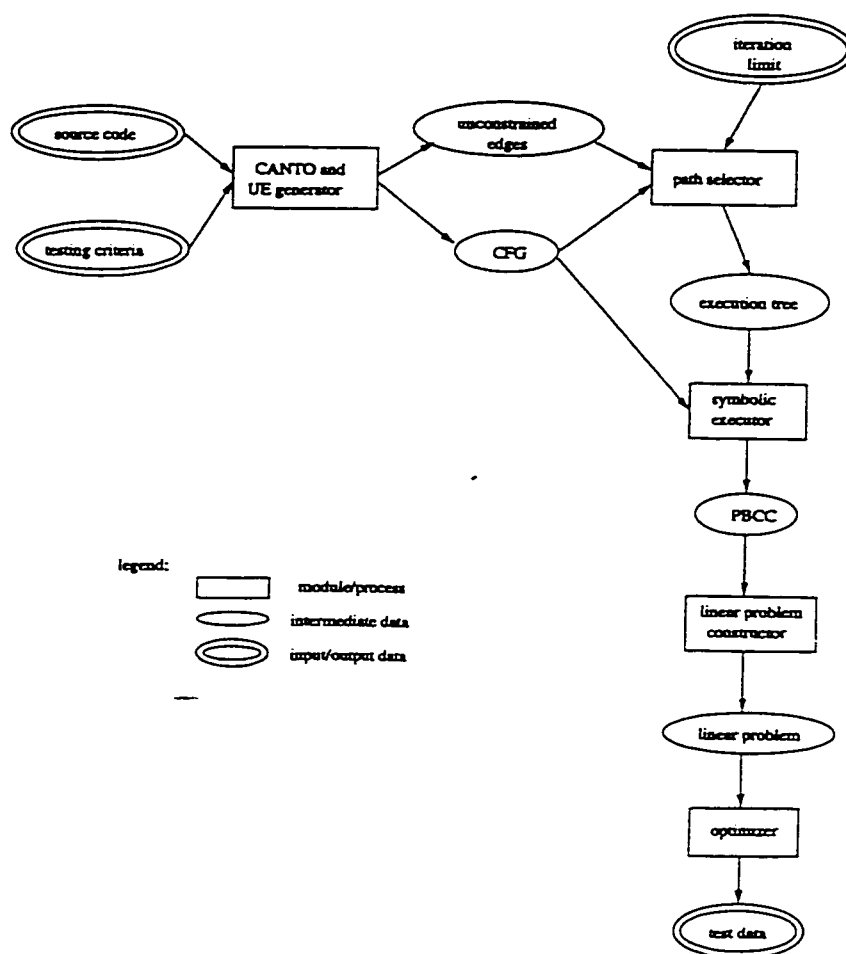 iteration
limit
source code
unconstrained
edges
CANTO and
UE generator
path selector
testing criteria
CFG
execution tree
symbolic
executor
PBCC
legend:
module/process
intermediate data
input/output data
linear problem
constructor
linear problem
optimizer
test data